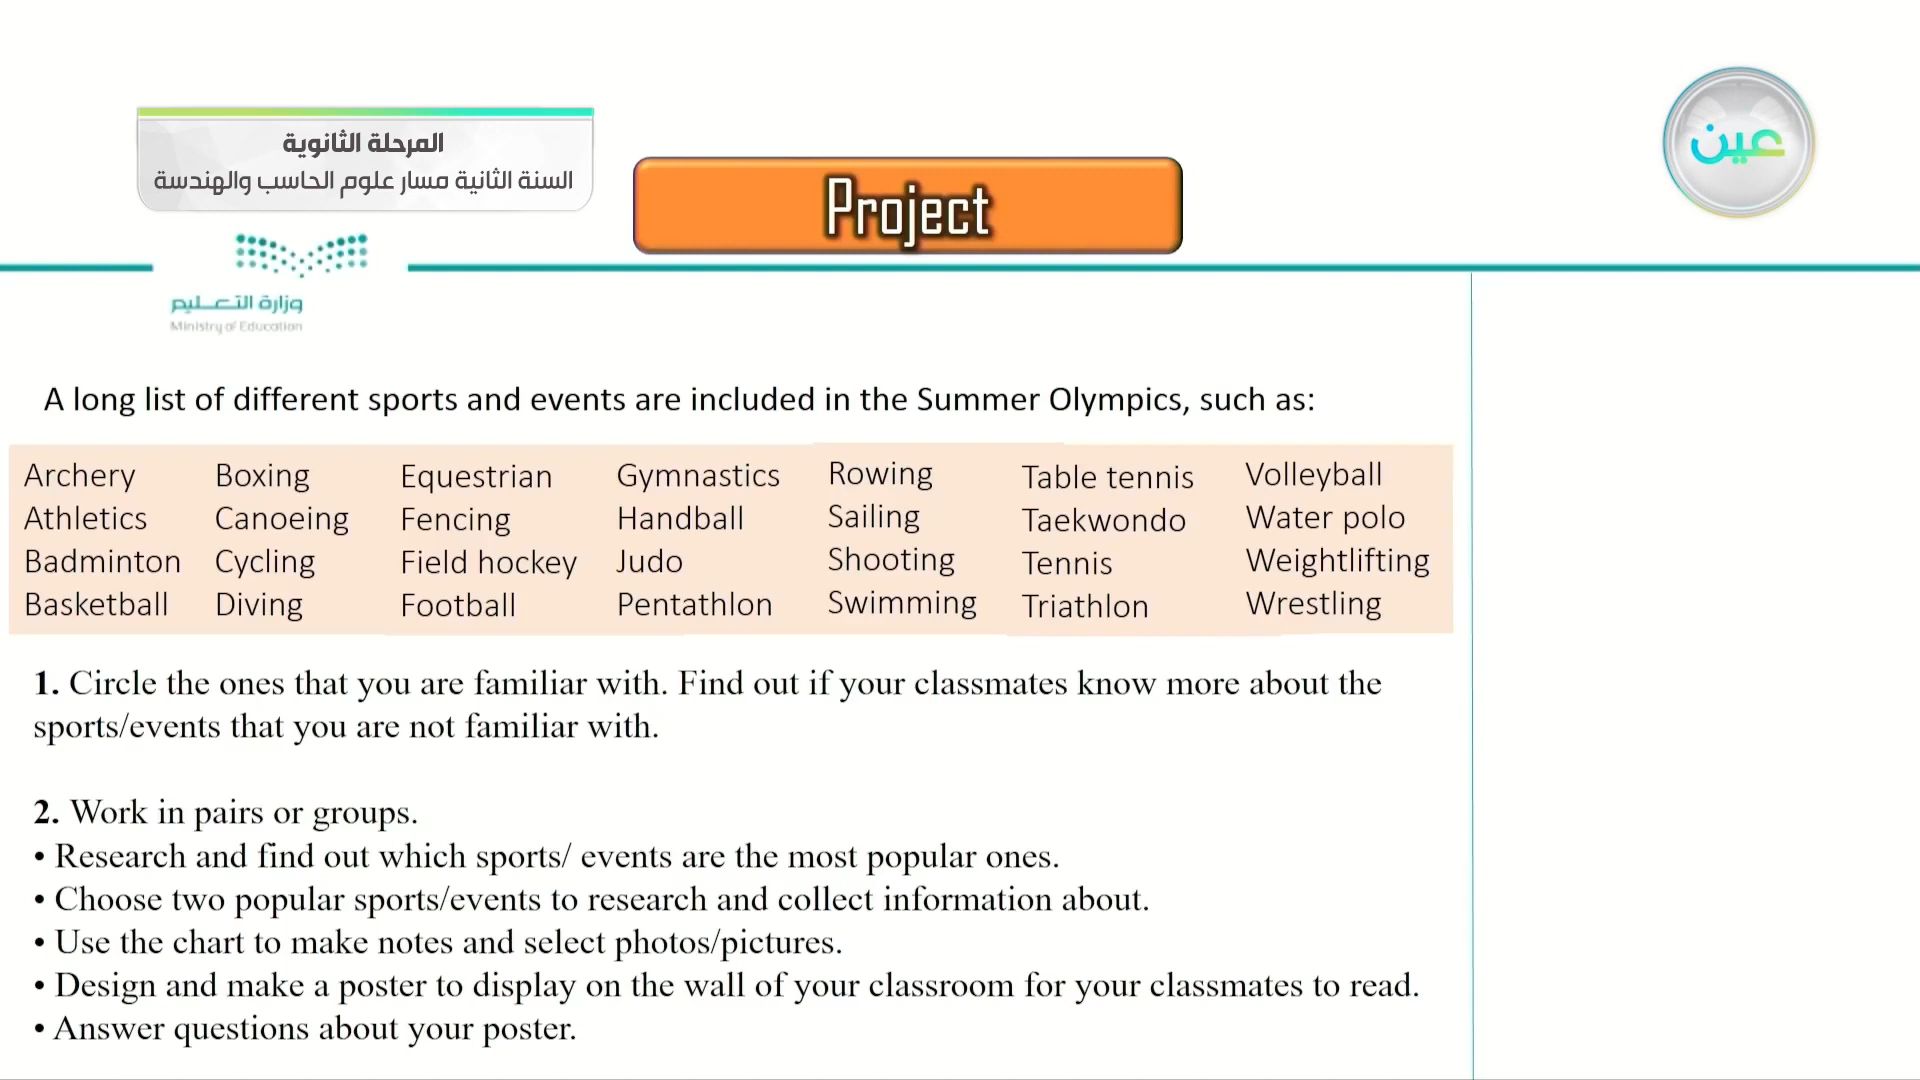 المرحلة الثانوية
السنة الثانية مسار علوم الحاسب والهندسة
عين
Project
وزارة التعليم
Ministry of Education
A long list of different sports and events are included in the Summer Olympics, such as:
Archery Boxing Equestrian Gymnastics Rowing Table tennis Volleyball
Athletics Canoeing Fencing Handball Sailing Taekwondo Water polo
Badminton Cycling Field hockey Judo Shooting Tennis Weightlifting
Basketball Diving Football Pentathlon Swimming Triathlon Wrestling
1. Circle the ones that you are familiar with. Find out if your classmates know more about the
sports/events that you are not familiar with.
2. Work in pairs or groups.
• Research and find out which sports/ events are the most popular ones.
• Choose two popular sports/events to research and collect information about.
• Use the chart to make notes and select photos/pictures.
• Design and make a poster to display on the wall of your classroom for your classmates to read.
• Answer questions about your poster.